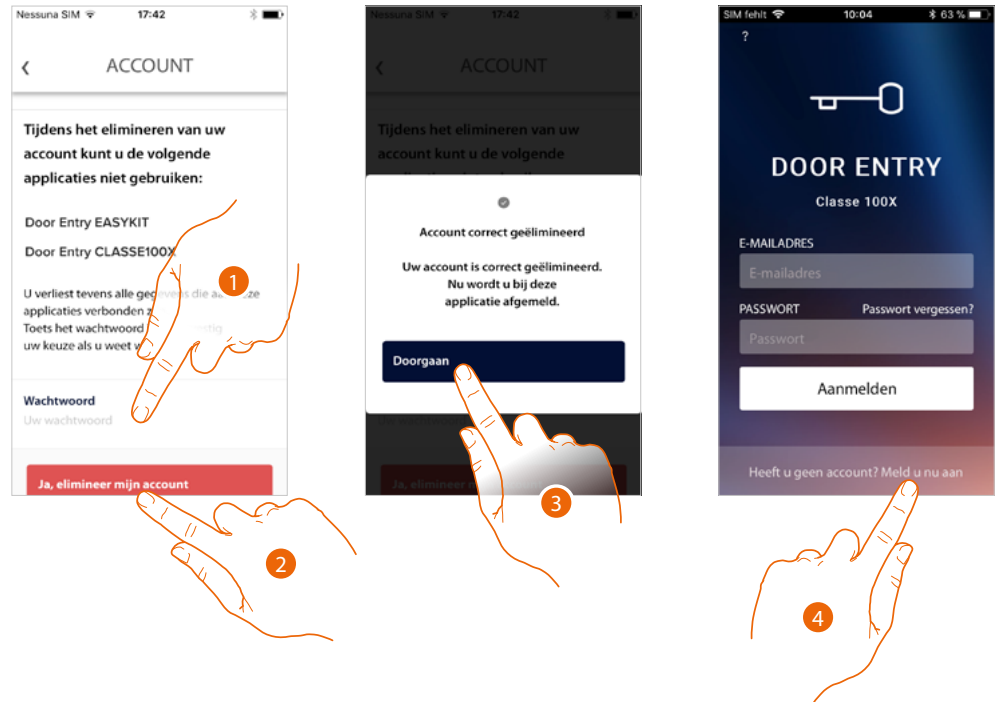 Nessuna SIM 17:42
ACCOUNT
Tijdens het elimineren van uw
account kunt u de volgende
applicaties niet gebruiken:
Door Entry EASYKIT
Door Entry CLASSE100X
U verliest tevens alle
applicaties verbonden
Toets het wachtwoord
uw keuze als u weet
Wachtwoord
Uw wachtwoord
Ja, elimineer mijn account
1
2
Nessuna SIM 17:42
ACCOUNT
Tijdens het elimineren van uw
account kunt u de volgende
Account correct geëlimineerd
Uw account is correct geëlimineerd.
Nu wordt u bij deze
applicatie afgemeld.
Doorgaan
Uw wachtwoord
Ja, elimineer
3
SIM fehlt 10:04 63 %
?
DOOR ENTRY
Classe 100X
E-MAILADRES
E-mailadres
PASSWORT Passwort vergessen?
Passwort
Aanmelden
Heeft u geen account? Meld u nu aan
4